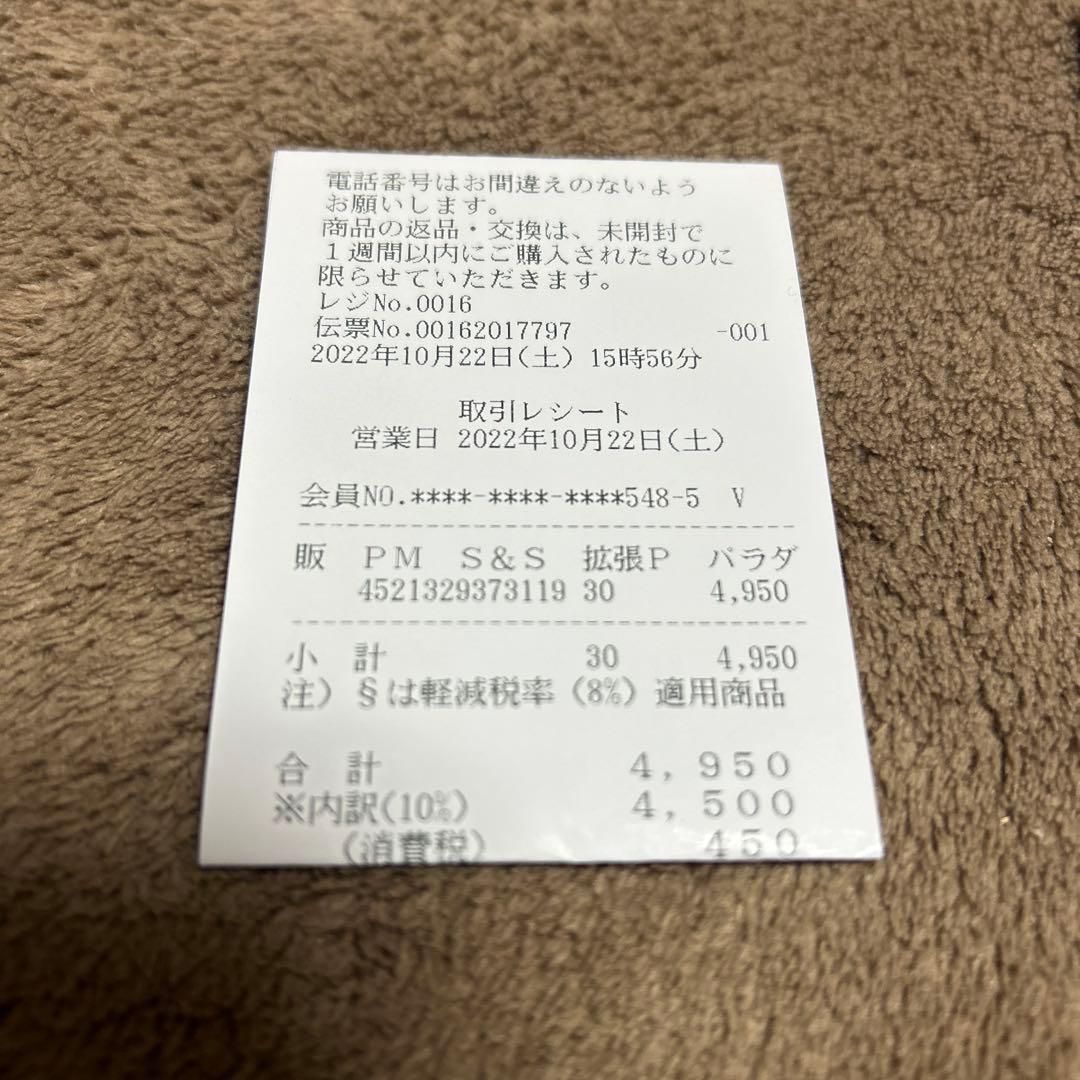 電話番号はお間違えのないよう
お願いします。
商品の返品・交換は、未開封で
１週間以内にご購入されたものに
限らせていただきます。
レジNo.0016
伝票No.00162017797 -001
2022年10月22日(土) 15時56分
取引レシート
営業日 2022年10月22日(土)
会員NO.****-****-****548-5 V
販 ＰＭ Ｓ＆Ｓ 拡張Ｐ パラダ
4521329373119 30 4,950
小 計 30 4,950
注）§は軽減税率（8%）適用商品
合 計 ４，９５０
※内訳(10%) ４，５００
(消費税) ４５０